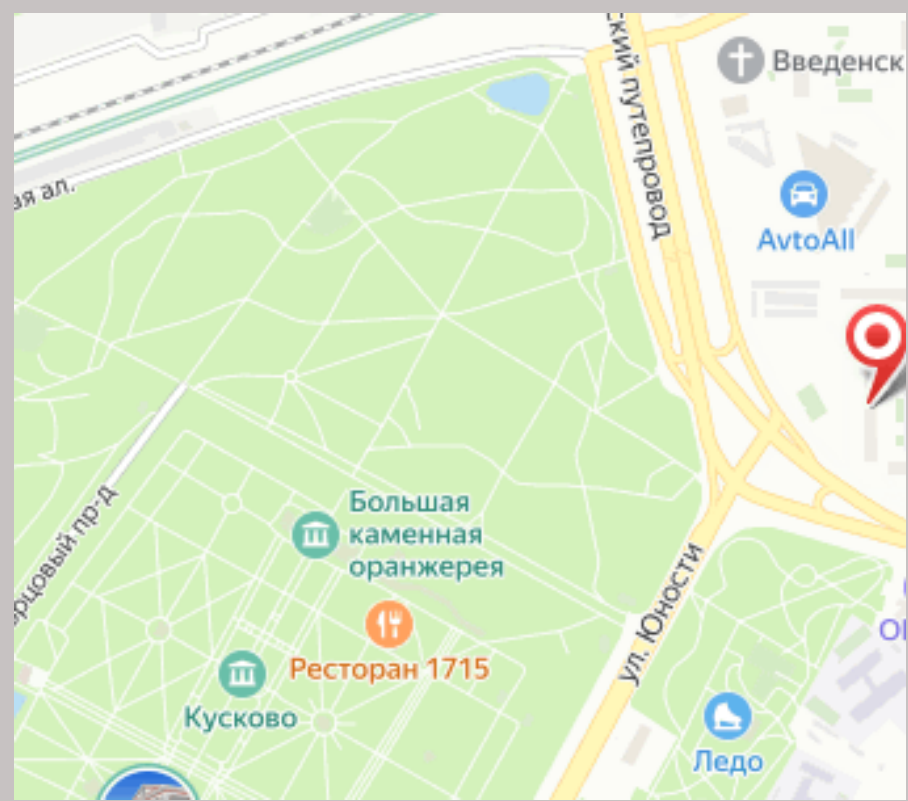 ский путепровод
Введенск
AvtoAll
ая ал.
рцовый пр-д
Большая
каменная
оранжерея
ул. Юности
Ресторан 1715
Кусково
Ледо